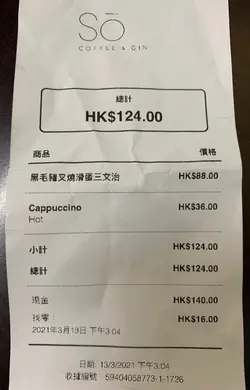 Sō
COFFEE & GIN
總計
HK$124.00
商品 價格
黑毛豬叉燒滑蛋三文治 HK$88.00
Cappuccino HK$36.00
Hot
小計 HK$124.00
總計 HK$124.00
現金 HK$140.00
找零： HK$16.00
2021年3月13日 下午3:04
日期: 13/3/2021 下午3:04
收據編號 59404058773-1-1726